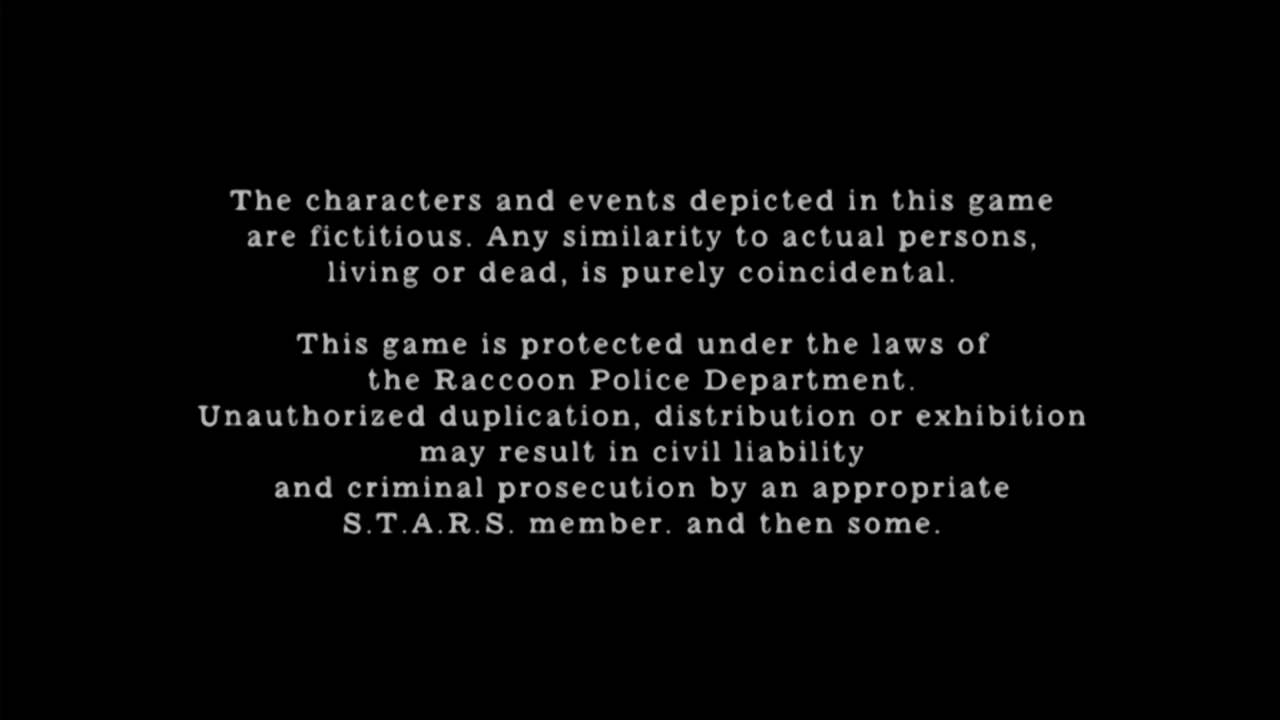 The characters and events depicted in this game
are fictitious. Any similarity to actual persons,
living or dead, is purely coincidental.
This game is protected under the laws of
the Raccoon Police Department.
Unauthorized duplication, distribution or exhibition
may result in civil liability
and criminal prosecution by an appropriate
S.T.A.R.S. member. and then some.